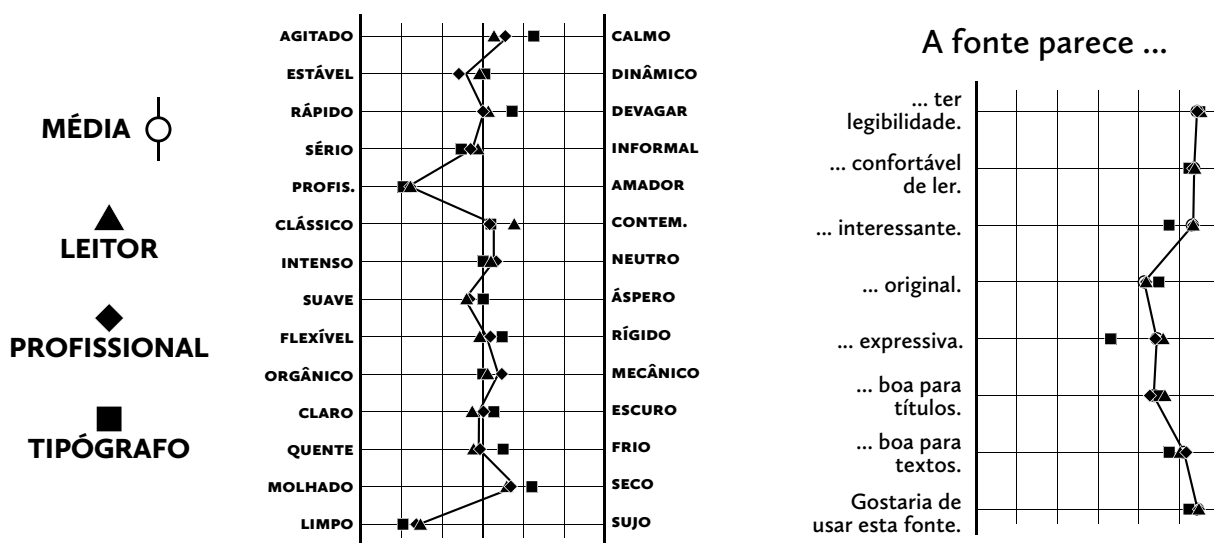 MÉDIA
LEITOR
PROFISSIONAL
TIPÓGRAFO
AGITADO CALMO
ESTÁVEL DINÂMICO
RÁPIDO DEVAGAR
SÉRIO INFORMAL
PROFIS. AMADOR
CLÁSSICO CONTEM.
INTENSO NEUTRO
SUAVE ÁSPERO
FLEXÍVEL RÍGIDO
ORGÂNICO MECÂNICO
CLARO ESCURO
QUENTE FRIO
MOLHADO SECO
LIMPO SUJO
A fonte parece ...
... ter
legibilidade.
... confortável
de ler.
... interessante.
... original.
... expressiva.
... boa para
títulos.
... boa para
textos.
Gostaria de
usar esta fonte.